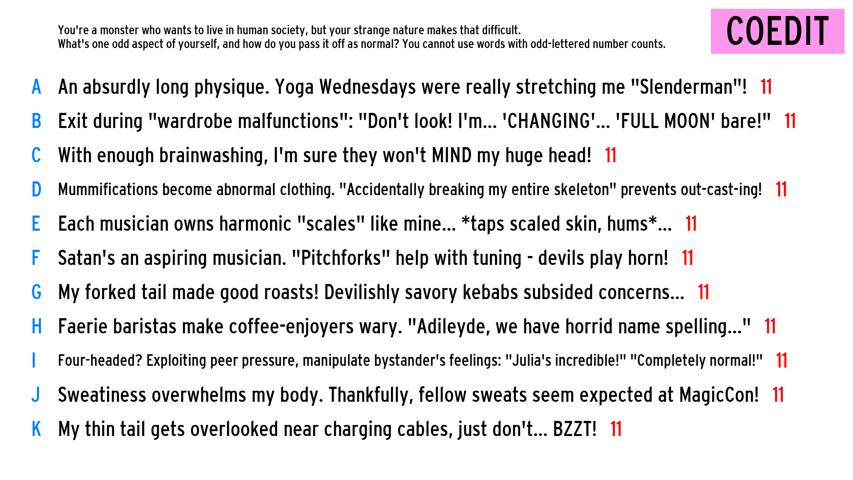 You're a monster who wants to live in human society, but your strange nature makes that difficult.
What's one odd aspect of yourself, and how do you pass it off as normal? You cannot use words with odd-lettered number counts.
COEDIT
A An absurdly long physique. Yoga Wednesdays were really stretching me "Slenderman"! 11
B Exit during "wardrobe malfunctions": "Don't look! I'm... 'CHANGING'... 'FULL MOON' bare!" 11
C With enough brainwashing, I'm sure they won't MIND my huge head! 11
D Mummifications become abnormal clothing. "Accidentally breaking my entire skeleton" prevents out-cast-ing! 11
E Each musician owns harmonic "scales" like mine... *taps scaled skin, hums*... 11
F Satan's an aspiring musician. "Pitchforks" help with tuning - devils play horn! 11
G My forked tail made good roasts! Devilishly savory kebabs subsided concerns... 11
H Faerie baristas make coffee-enjoyers wary. "Adileyde, we have horrid name spelling..." 11
I Four-headed? Exploiting peer pressure, manipulate bystander's feelings: "Julia's incredible!" "Completely normal!" 11
J Sweatiness overwhelms my body. Thankfully, fellow sweats seem expected at MagicCon! 11
K My thin tail gets overlooked near charging cables, just don't... BZZT! 11